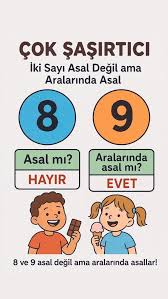 ÇOK ŞAŞIRTICI
İki Sayı Asal Değil ama
Aralarında Asal
8 9
Asal mı?
HAYIR
Aralarında
asal mı?
EVET
8 ve 9 asal değil ama aralarında asallar!